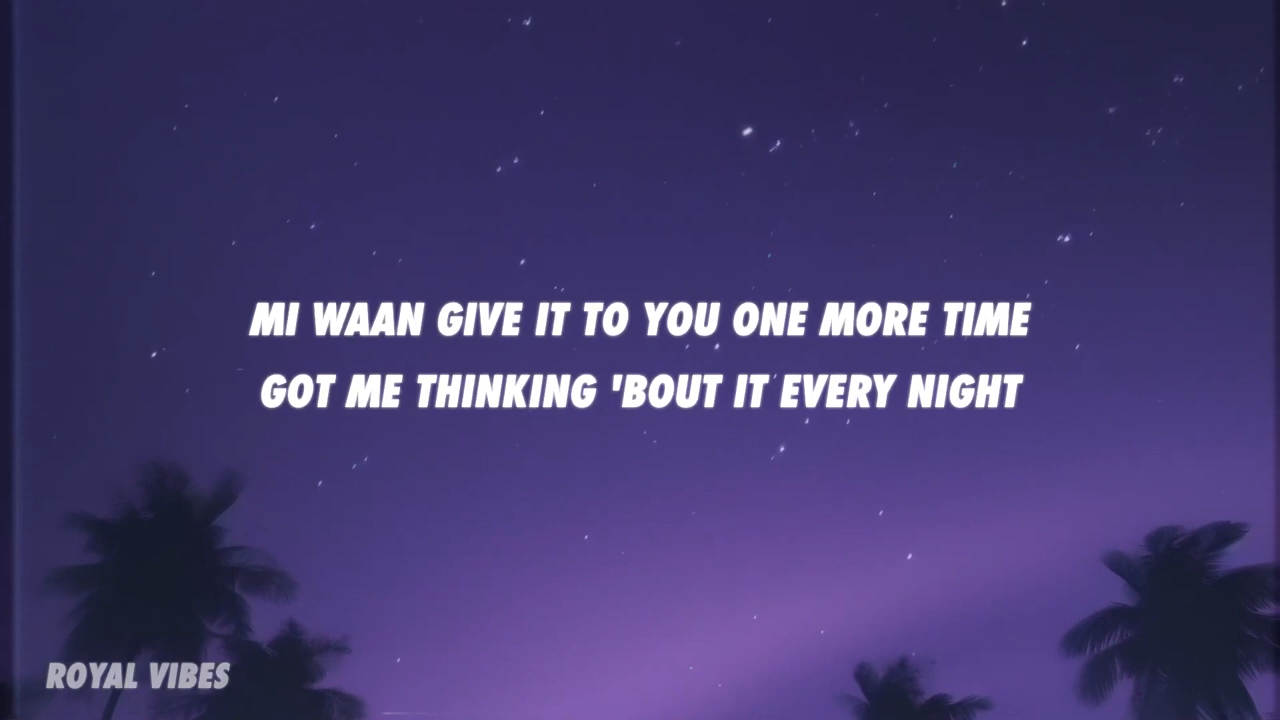 MI WAAN GIVE IT TO YOU ONE MORE TIME
GOT ME THINKING 'BOUT IT EVERY NIGHT
ROYAL VIBES